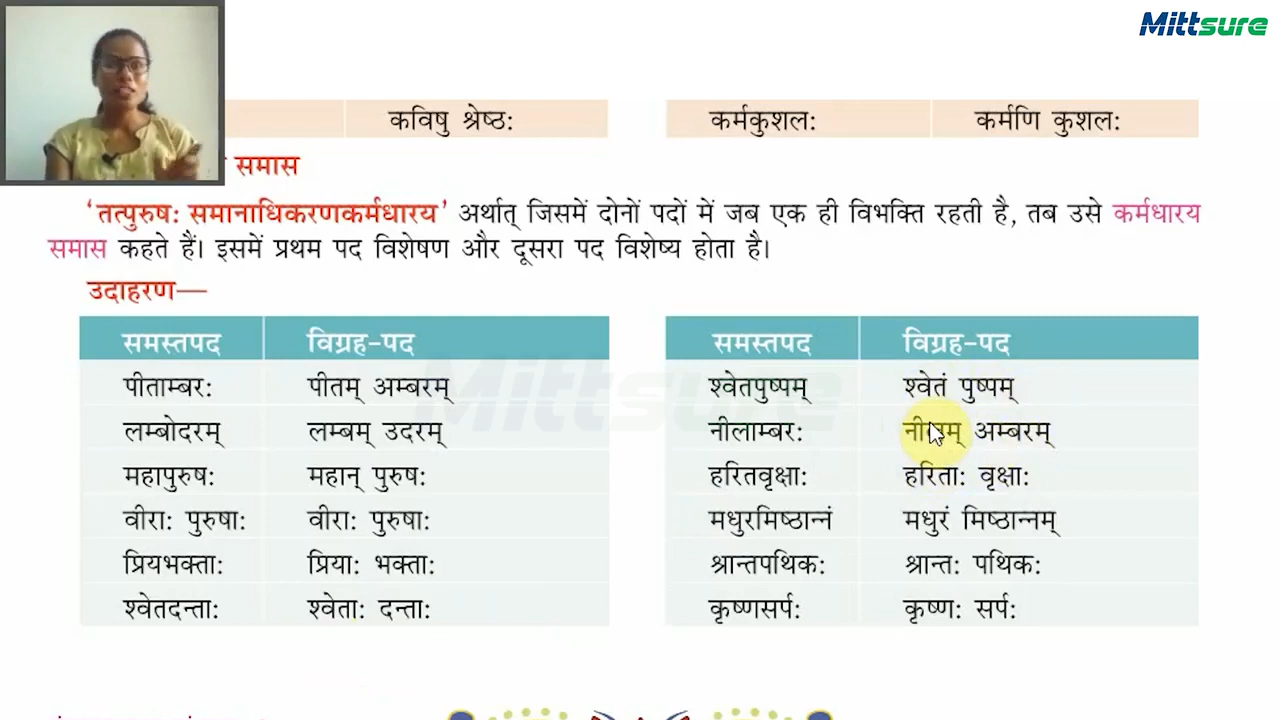 Mittsure
कविषु श्रेष्ठः
कर्मकुशलः कर्मणि कुशलः
समास
‘तत्पुरुषः समानाधिकरणकर्मधारय’ अर्थात् जिसमें दोनों पदों में जब एक ही विभक्ति रहती है, तब उसे कर्मधारय
समास कहते हैं। इसमें प्रथम पद विशेषण और दूसरा पद विशेष्य होता है।
उदाहरण—
समस्तपद विग्रह-पद
पीताम्बरः पीतम् अम्बरम्
लम्बोदरम् लम्बम् उदरम्
महापुरुषः महान् पुरुषः
वीराः पुरुषाः वीराः पुरुषाः
प्रियभक्ताः प्रियाः भक्ताः
श्वेतदन्ताः श्वेताः दन्ताः
समस्तपद विग्रह-पद
श्वेतपुष्पम् श्वेतं पुष्पम्
नीलाम्बरः नीलम् अम्बरम्
हरितवृक्षाः हरिताः वृक्षाः
मधुरमिष्ठान्नं मधुरं मिष्ठान्नम्
श्रान्तपथिकः श्रान्तः पथिकः
कृष्णसर्पः कृष्णः सर्पः
Mittsure